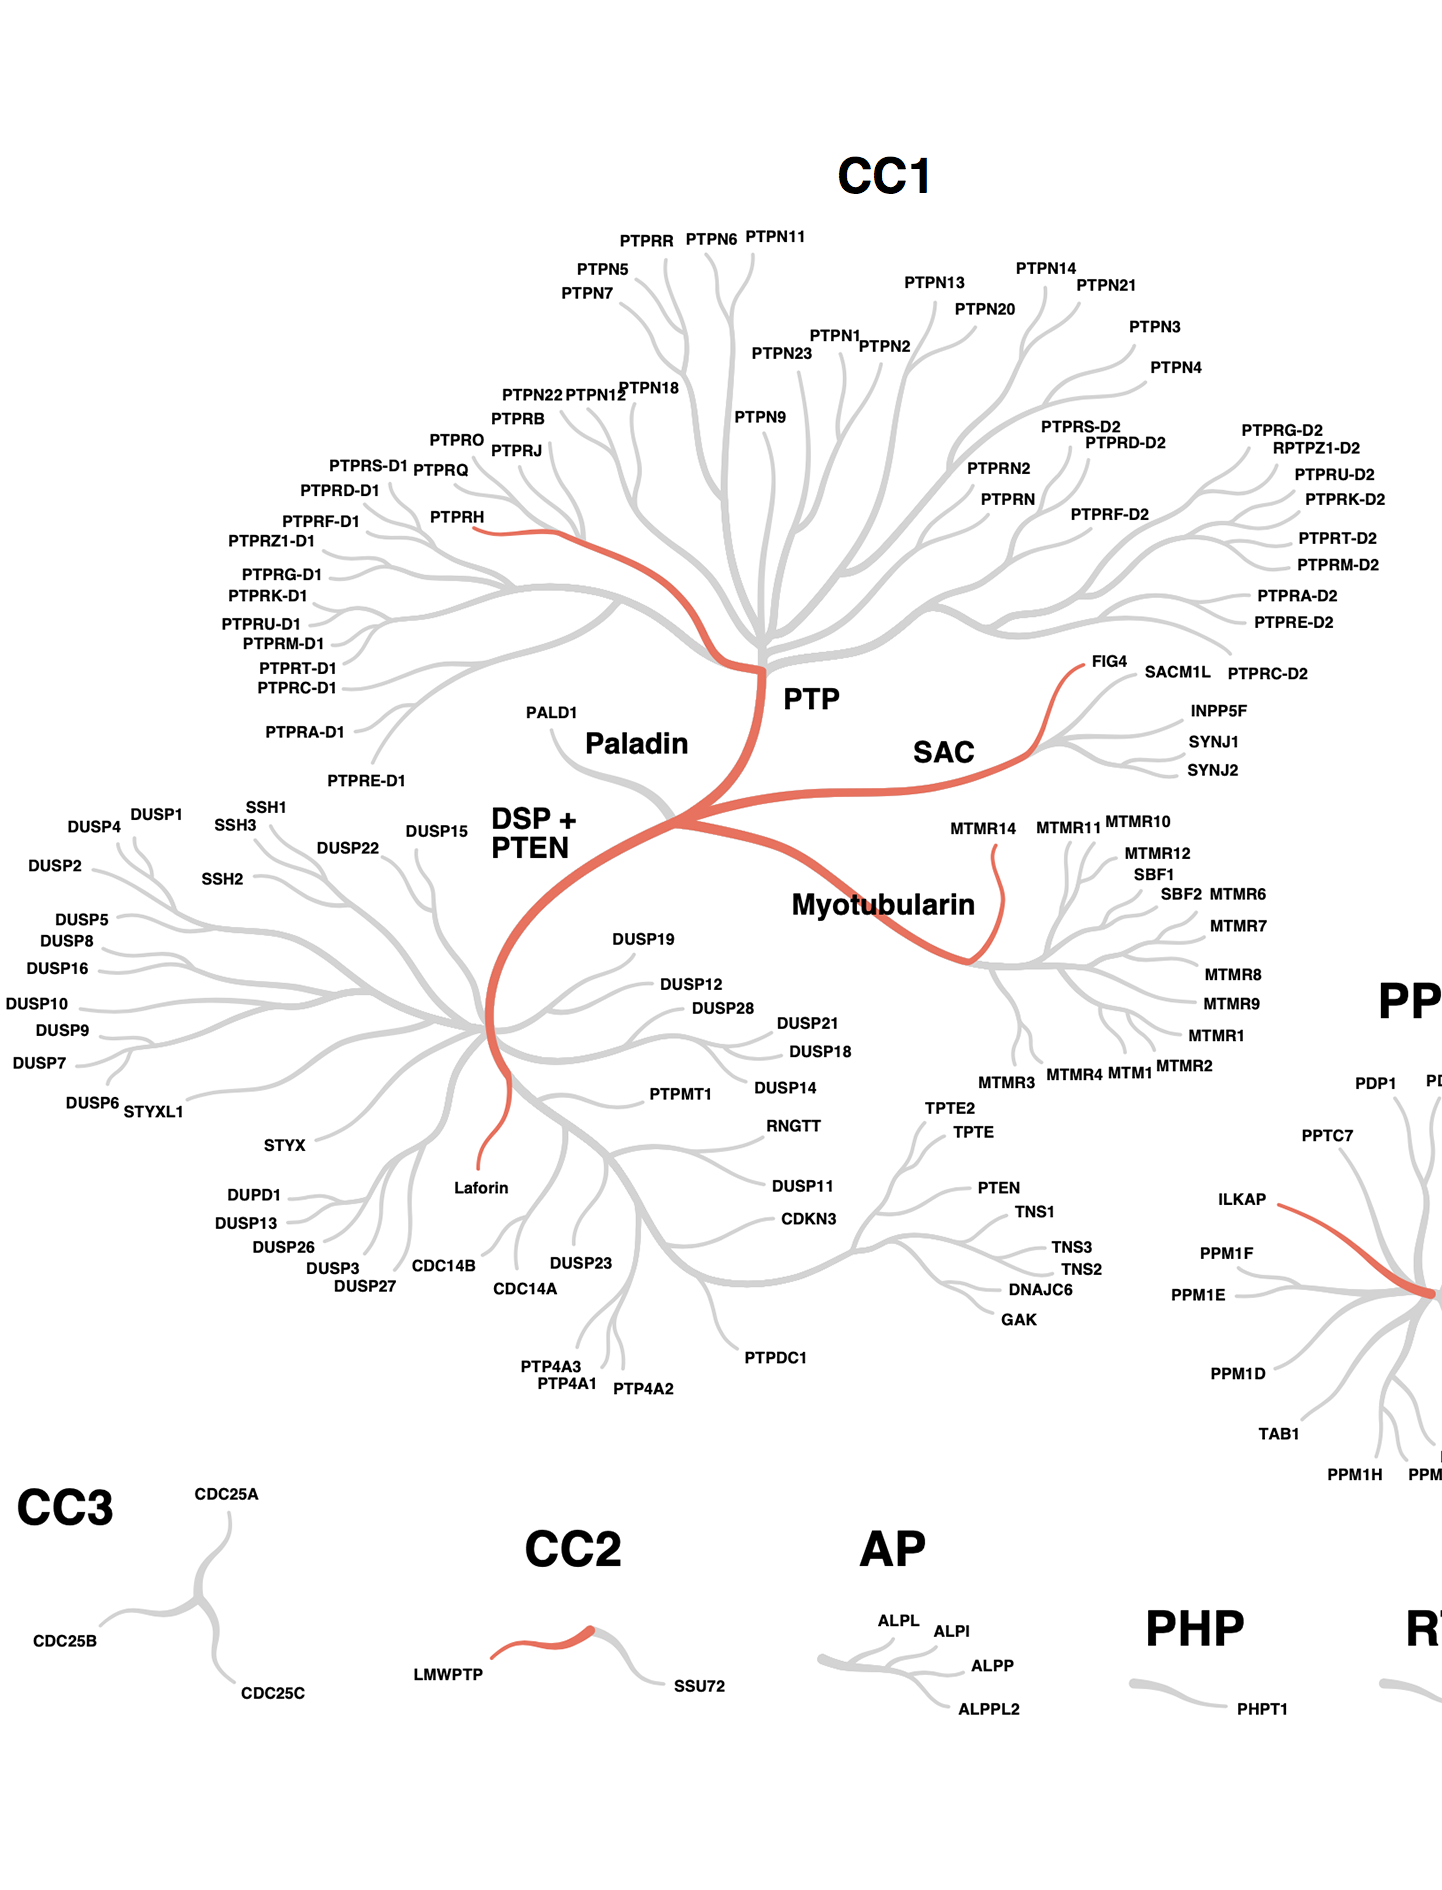 CC1
PTPRR
PTPN6
PTPN11
PTPN5
PTPN7
PTPN13
PTPN20
PTPN14
PTPN21
PTPN3
PTPN4
PTPN23
PTPN1
PTPN2
PTPN9
PTPN22
PTPN12
PTPN18
PTPRB
PTPRO
PTPRJ
PTPRS-D1
PTPRQ
PTPRD-D1
PTPRH
PTPRF-D1
PTPRZ1-D1
PTPRG-D1
PTPRK-D1
PTPRU-D1
PTPRM-D1
PTPRT-D1
PTPRC-D1
PTPRA-D1
PTPRE-D1
PTPRS-D2
PTPRD-D2
PTPRN2
PTPRN
PTPRF-D2
PTPRG-D2
RPTPZ1-D2
PTPRU-D2
PTPRK-D2
PTPRT-D2
PTPRM-D2
PTPRA-D2
PTPRE-D2
PTPRC-D2
PTP
PALD1
Paladin
SAC
FIG4
SACM1L
INPP5F
SYNJ1
SYNJ2
DSP +
PTEN
Myotubularin
MTMR14
MTMR11
MTMR10
MTMR12
SBF1
SBF2
MTMR6
MTMR7
MTMR8
MTMR9
MTMR1
MTMR2
MTM1
MTMR4
MTMR3
SSH1
SSH3
SSH2
DUSP1
DUSP4
DUSP2
DUSP22
DUSP15
DUSP5
DUSP8
DUSP16
DUSP10
DUSP9
DUSP7
DUSP6
STYXL1
STYX
DUSP19
DUSP12
DUSP28
DUSP21
DUSP18
DUSP14
PTPMT1
RNGTT
DUSP11
CDKN3
TPTE2
TPTE
PTEN
TNS1
TNS3
TNS2
DNAJC6
GAK
Laforin
DUPD1
DUSP13
DUSP26
DUSP3
DUSP27
CDC14B
CDC14A
DUSP23
PTP4A3
PTP4A1
PTP4A2
PTPDC1
PP
PDP1
PD
PPTC7
ILKAP
PPM1F
PPM1E
PPM1D
TAB1
PPM1H
PPM
CC3
CDC25A
CDC25B
CDC25C
CC2
LMWPTP
SSU72
AP
ALPL
ALPI
ALPP
ALPPL2
PHP
PHPT1
R